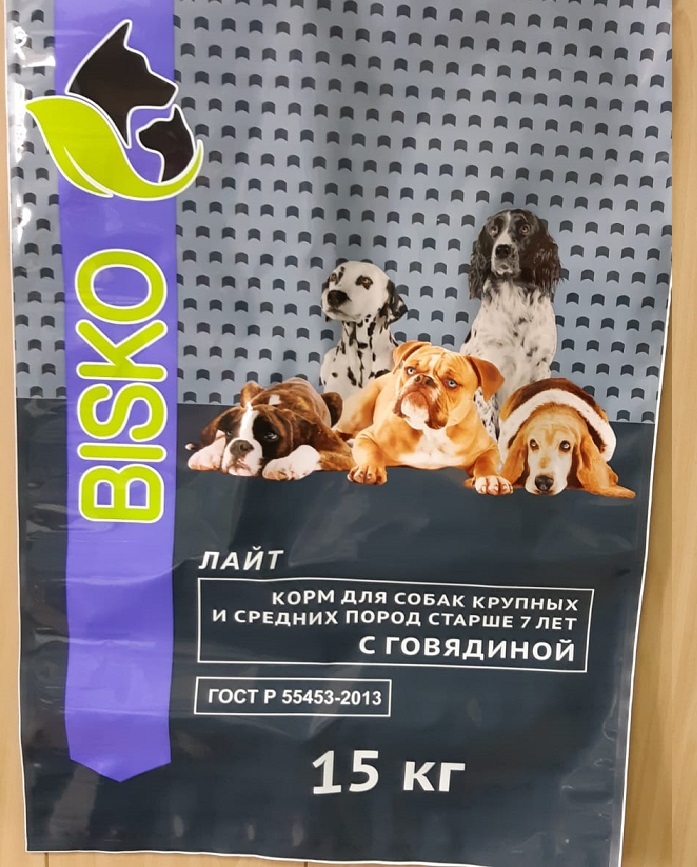 BISKO
ЛАЙТ
КОРМ ДЛЯ СОБАК КРУПНЫХ
И СРЕДНИХ ПОРОД СТАРШЕ 7 ЛЕТ
С ГОВЯДИНОЙ
ГОСТ Р 55453-2013
15 кг